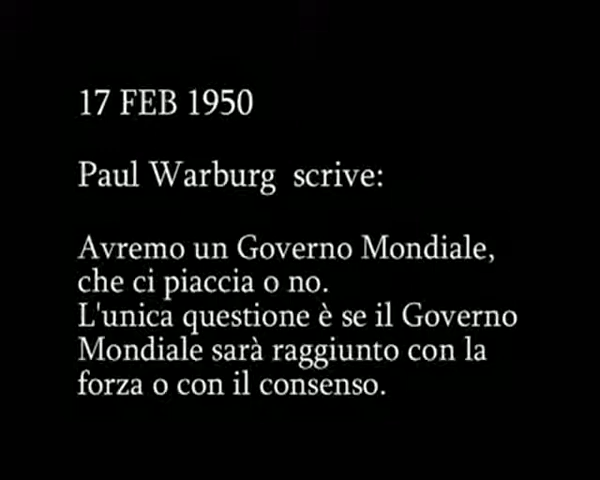 17 FEB 1950
Paul Warburg scrive:
Avremo un Governo Mondiale,
che ci piaccia o no.
L'unica questione è se il Governo
Mondiale sarà raggiunto con la
forza o con il consenso.